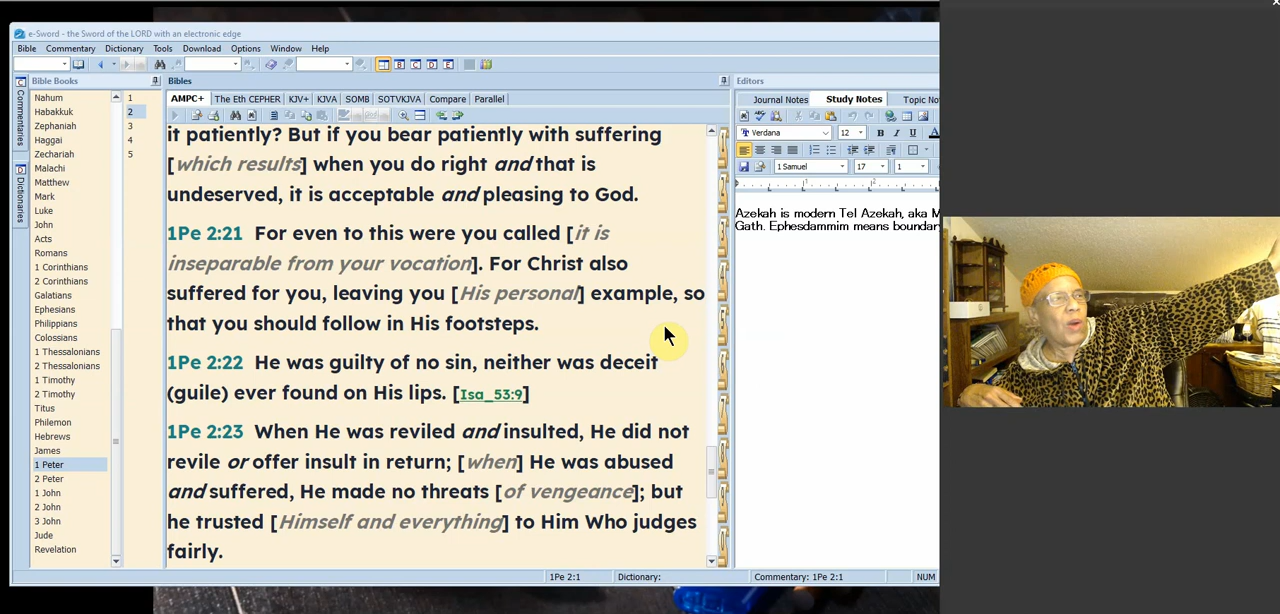 e-Sword - the Sword of the LORD with an electronic edge
Bible Commentary Dictionary Tools Download Options Window Help
B C D E
Bible Books
Bibles
Editors
Commentaries
Dictionaries
Nahum
Habakkuk
Zephaniah
Haggai
Zechariah
Malachi
Matthew
Mark
Luke
John
Acts
Romans
1 Corinthians
2 Corinthians
Galatians
Ephesians
Philippians
Colossians
1 Thessalonians
2 Thessalonians
1 Timothy
2 Timothy
Titus
Philemon
Hebrews
James
1 Peter
2 Peter
1 John
2 John
3 John
Jude
Revelation
1
2
3
4
5
AMPC+ The Eth CEPHER KJV+ KJVA SOMB SOTVKJVA Compare Parallel
it patiently? But if you bear patiently with suffering
[which results] when you do right and that is
undeserved, it is acceptable and pleasing to God.
1Pe 2:21 For even to this were you called [it is
inseparable from your vocation]. For Christ also
suffered for you, leaving you [His personal] example, so
that you should follow in His footsteps.
1Pe 2:22 He was guilty of no sin, neither was deceit
(guile) ever found on His lips. [Isa_53:9]
1Pe 2:23 When He was reviled and insulted, He did not
revile or offer insult in return; [when] He was abused
and suffered, He made no threats [of vengeance]; but
he trusted [Himself and everything] to Him Who judges
fairly.
Journal Notes Study Notes Topic No
Verdana 12 B I U A
1 Samuel 17 1
1 2
Azekah is modern Tel Azekah, aka M
Gath. Ephesdammim means boundar
1Pe 2:1 Dictionary: Commentary: 1Pe 2:1 NUM